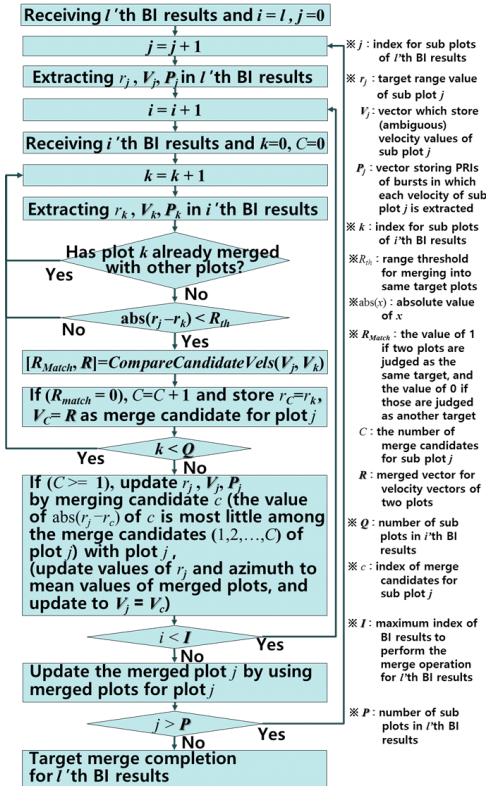 Receiving l'th BI results and i = l , j=0
j = j + 1
Extracting rj , Vj, Pj in l'th BI results
i = i + 1
Receiving i'th BI results and k=0, C=0
k = k + 1
Extracting rk , Vk, Pk in i'th BI results
Has plot k already merged
with other plots?
Yes
No
abs(rj –rk) < Rth
No
Yes
[RMatch, R]=CompareCandidateVels(Vj, Vk)
If (Rmatch = 0), C=C + 1 and store rC=rk,
VC= R as merge candidate for plot j
k < Q
Yes
No
If (C >= 1), update rj , Vj, Pj
by merging candidate c (the value
of abs(rj –rc) of c is most little among
the merge candidates (1,2,…,C) of
plot j) with plot j ,
(update values of rj and azimuth to
mean values of merged plots, and
update to Vj = Vc)
i < I
Yes
No
Update the merged plot j by using
merged plots for plot j
j > P
Yes
No
Target merge completion
for l'th BI results
※ j : index for sub plots
of l'th BI results
※ rj : target range value
of sub plot j
Vj : vector which store
(ambiguous)
velocity values of
sub plot j
Pj : vector storing PRIs
of bursts in which
each velocity of sub
plot j is extracted
※ k : index for sub plots
of i'th BI results
※Rth : range threshold
for merging into
same target plots
※abs(x) : absolute value
of x
※ RMatch : the value of 1
if two plots are
judged as the
same target, and
the value of 0 if
those are judged
as another target
C : the number of
merge candidates
for sub plot j
R : merged vector for
velocity vectors of
two plots
※ Q : number of sub
plots in i'th BI
results
※ c : index of merge
candidates for
sub plot j
※ I : maximum index of
BI results to
perform the
merge operation
for l'th BI results
※ P : number of sub
plots in l'th BI
results